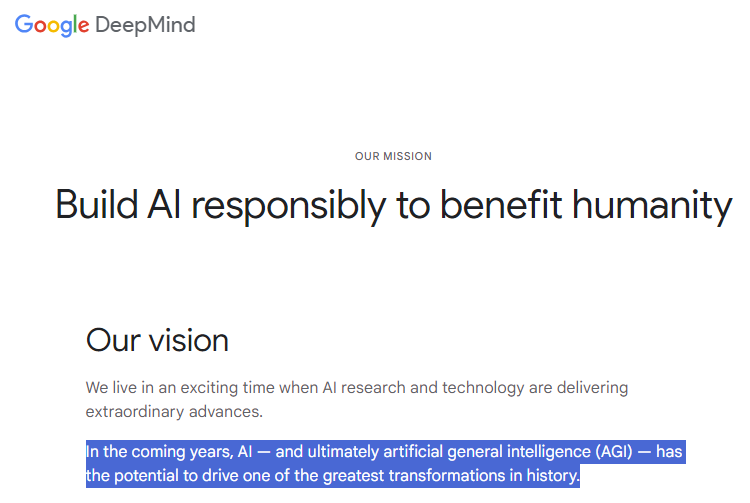 Google DeepMind
OUR MISSION
Build AI responsibly to benefit humanity
Our vision
We live in an exciting time when AI research and technology are delivering
extraordinary advances.
In the coming years, AI — and ultimately artificial general intelligence (AGI) — has
the potential to drive one of the greatest transformations in history.